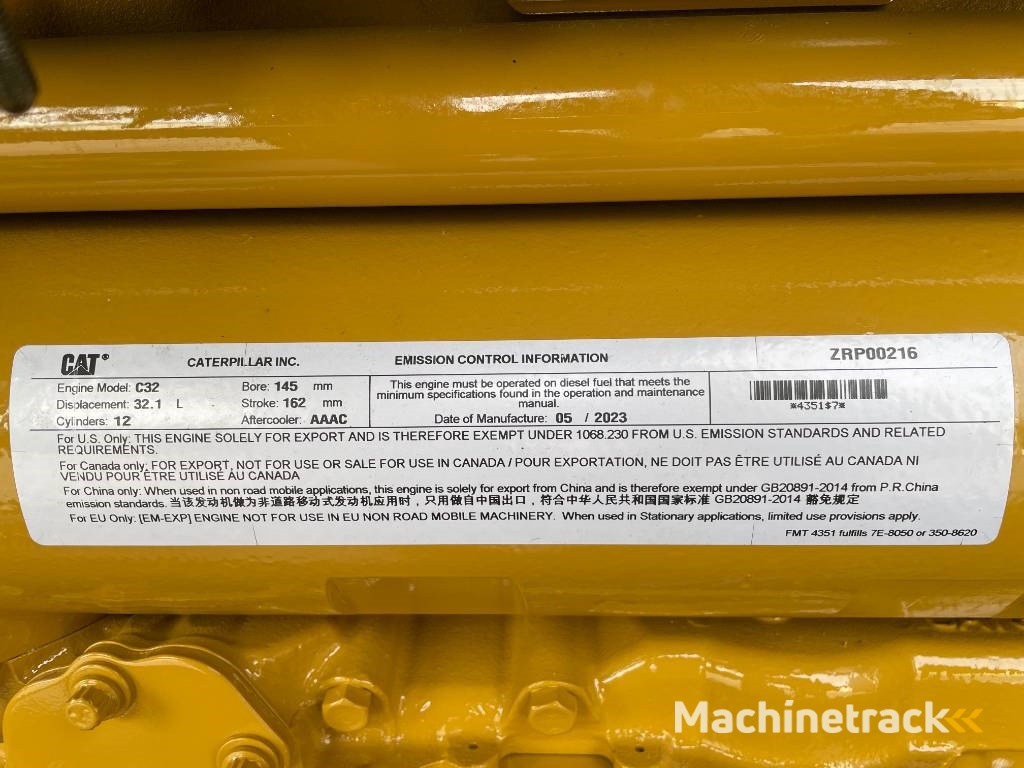 CAT® CATERPILLAR INC. EMISSION CONTROL INFORMATION ZRP00216
Engine Model: C32 Bore: 145 mm
Displacement: 32.1 L Stroke: 162 mm
Cylinders: 12 Aftercooler: AAAC
This engine must be operated on diesel fuel that meets the
minimum specifications found in the operation and maintenance
manual.
Date of Manufacture: 05 / 2023
*4351$7*
For U.S. Only: THIS ENGINE SOLELY FOR EXPORT AND IS THEREFORE EXEMPT UNDER 1068.230 FROM U.S. EMISSION STANDARDS AND RELATED
REQUIREMENTS.
For Canada only: FOR EXPORT, NOT FOR USE OR SALE FOR USE IN CANADA / POUR EXPORTATION, NE DOIT PAS ÊTRE UTILISÉ AU CANADA NI
VENDU POUR ÊTRE UTILISÉ AU CANADA
For China only: When used in non road mobile applications, this engine is solely for export from China and is therefore exempt under GB20891-2014 from P.R.China
emission standards. 当该发动机做为非道路移动式发动机应用时，只用做自中国出口，符合中华人民共和国国家标准 GB20891-2014 豁免规定
For EU Only: [EM-EXP] ENGINE NOT FOR USE IN EU NON ROAD MOBILE MACHINERY. When used in Stationary applications, limited use provisions apply.
FMT 4351 fulfills 7E-8050 or 350-8620
Machinetrack